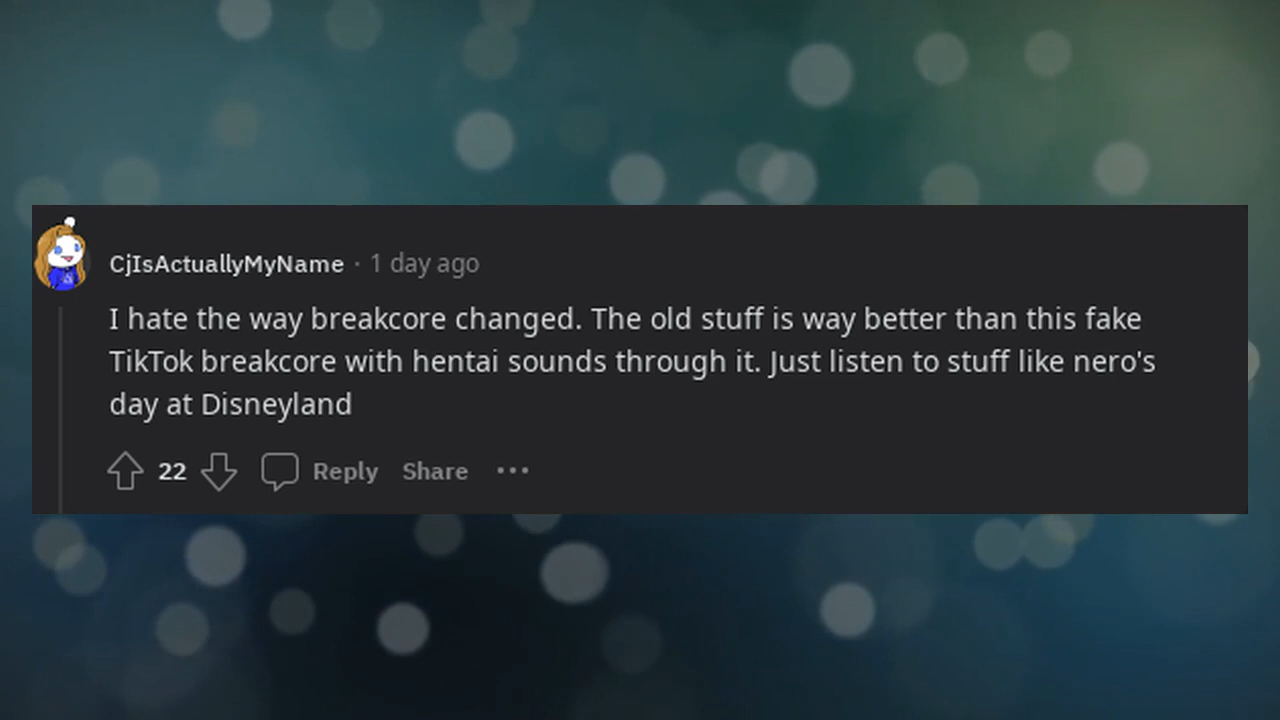 CjIsActuallyMyName · 1 day ago
I hate the way breakcore changed. The old stuff is way better than this fake
TikTok breakcore with hentai sounds through it. Just listen to stuff like nero's
day at Disneyland
22 Reply Share ...